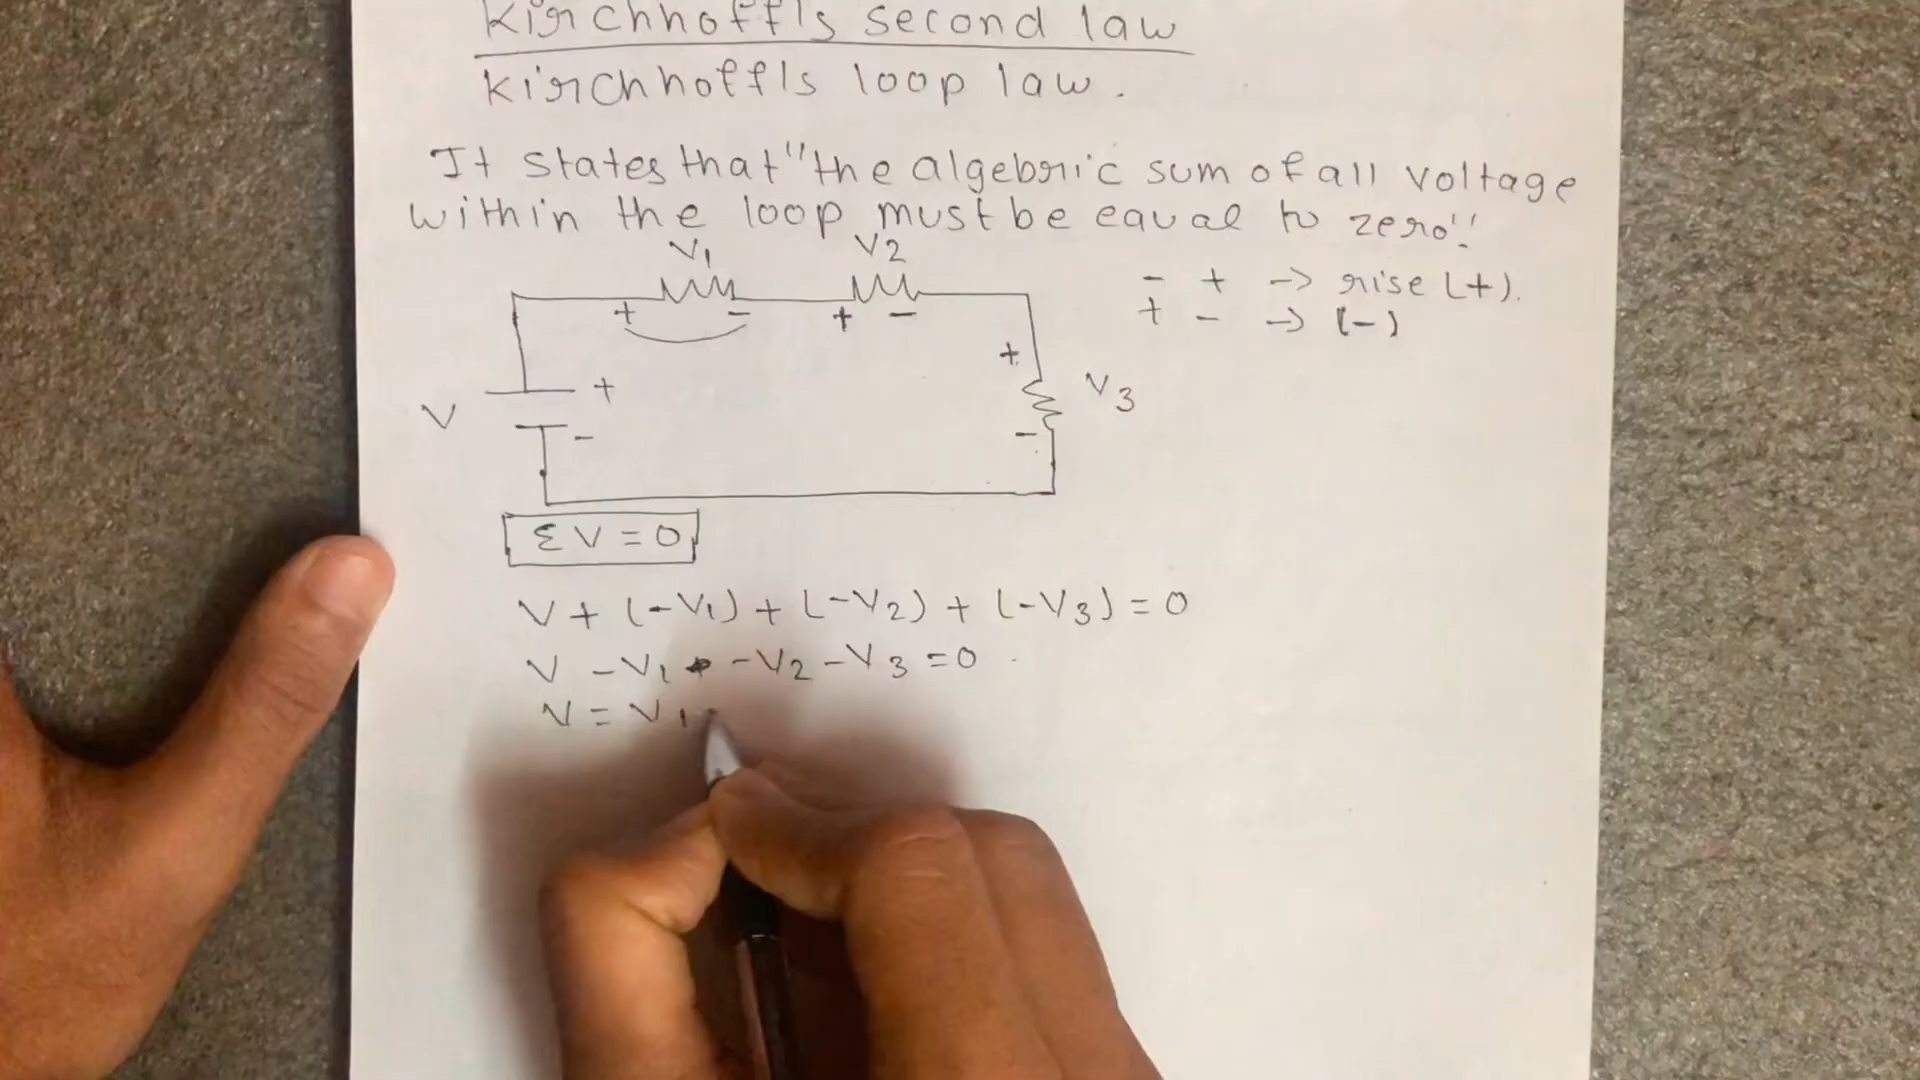 Kirchhoff's second law
Kirchhoff's loop law.
It states that "the algebric sum of all voltage
within the loop must be equal to zero".
V1 V2
- + -> rise (+).
+ - + -
+ - -> (-)
+
V + V3
- -
ΣV=0
V+(-V1)+(-V2)+(-V3)=0
V -V1 -V2-V3=0
V=V1